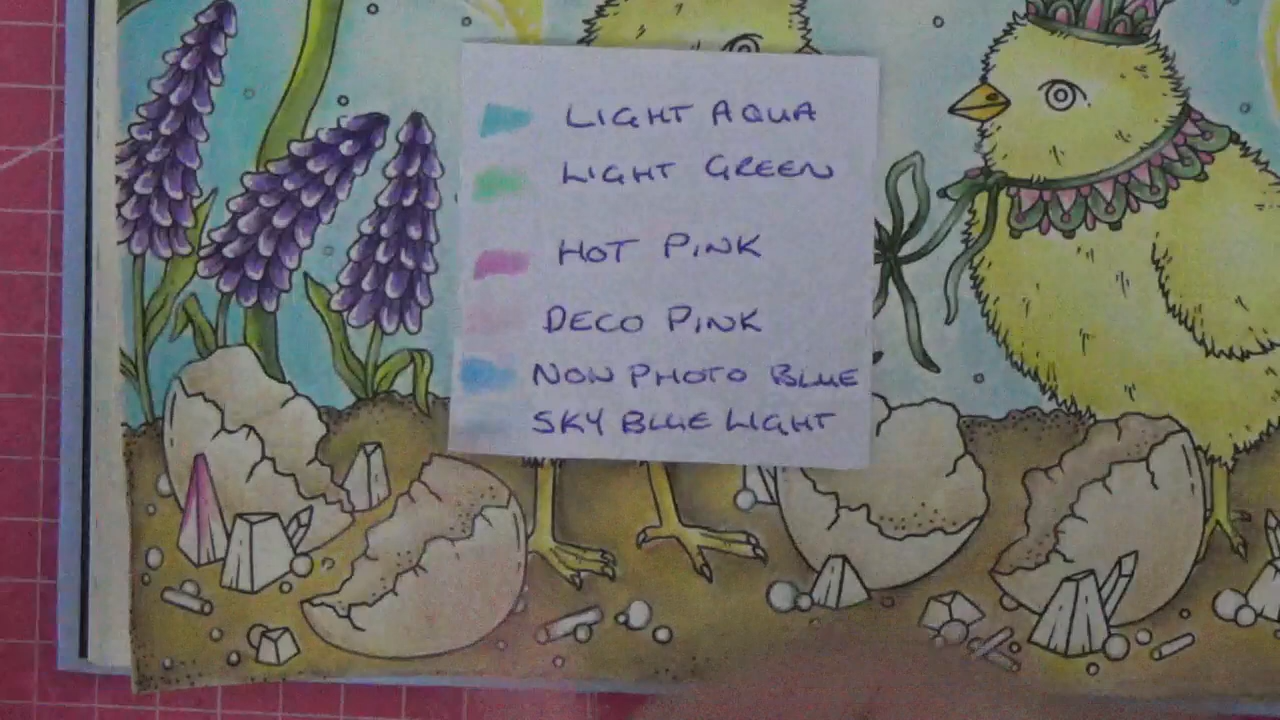 LIGHT AQUA
LIGHT GREEN
HOT PINK
DECO PINK
NON PHOTO BLUE
SKY BLUE LIGHT